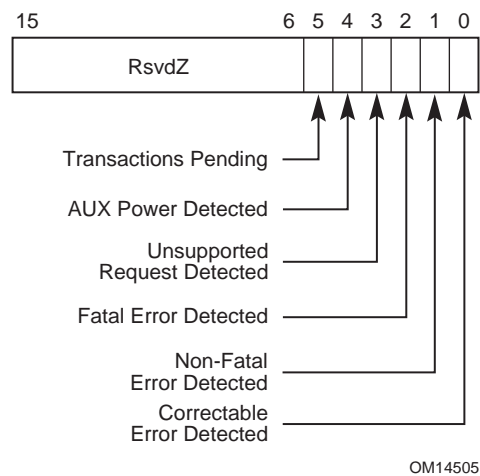 15 6 5 4 3 2 1 0
RsvdZ
Transactions Pending
AUX Power Detected
Unsupported
Request Detected
Fatal Error Detected
Non-Fatal
Error Detected
Correctable
Error Detected
OM14505